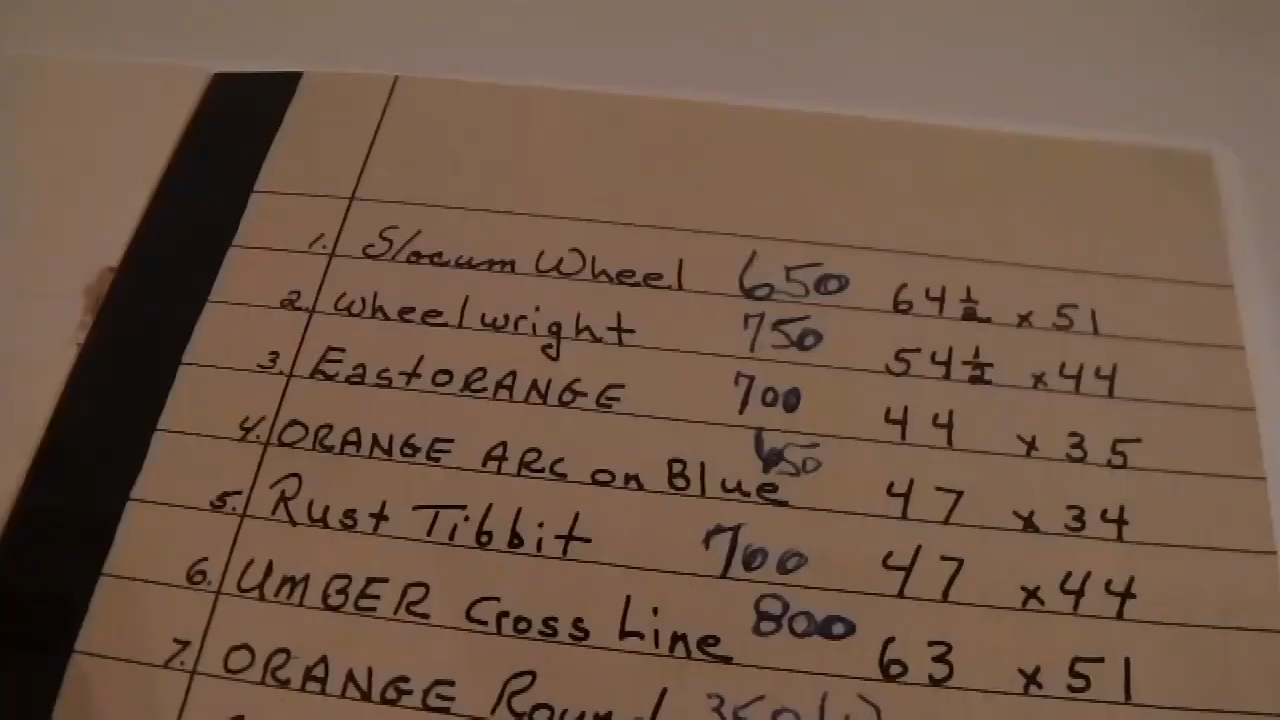 1. Slocum Wheel 650 64½ x 51
2. Wheelwright 750 54½ x 44
3. East ORANGE 700 44 x 35
4. ORANGE ARC on Blue 650 47 x 34
5. Rust Tibbit 700 47 x 44
6. UMBER Cross Line 800 63 x 51
7. ORANGE